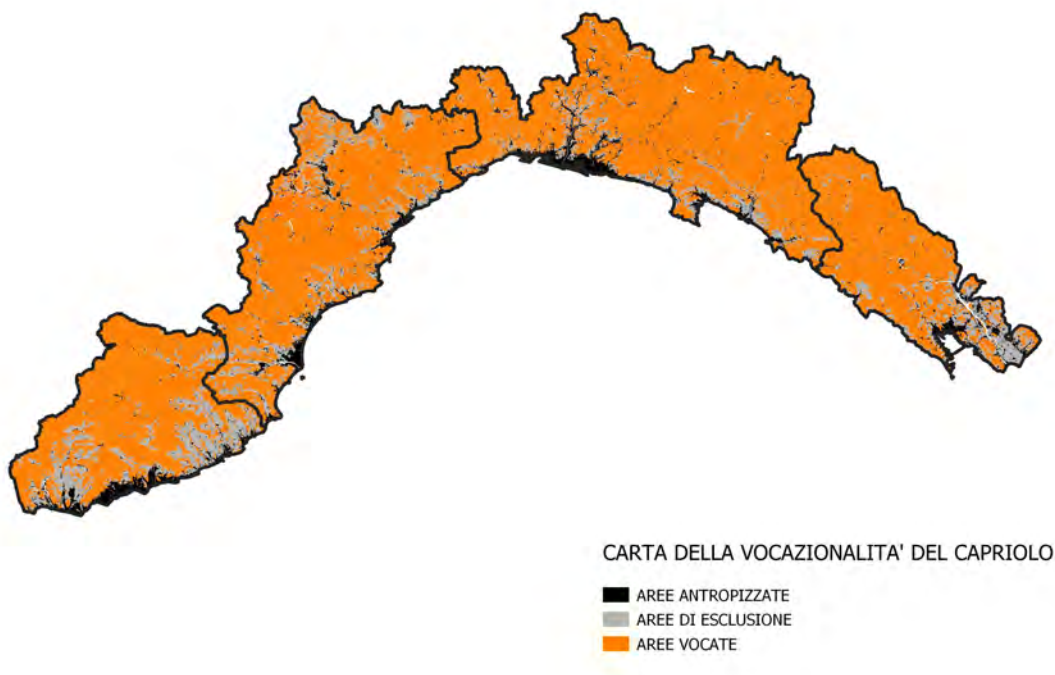 CARTA DELLA VOCAZIONALITA' DEL CAPRIOLO
AREE ANTROPIZZATE
AREE DI ESCLUSIONE
AREE VOCATE